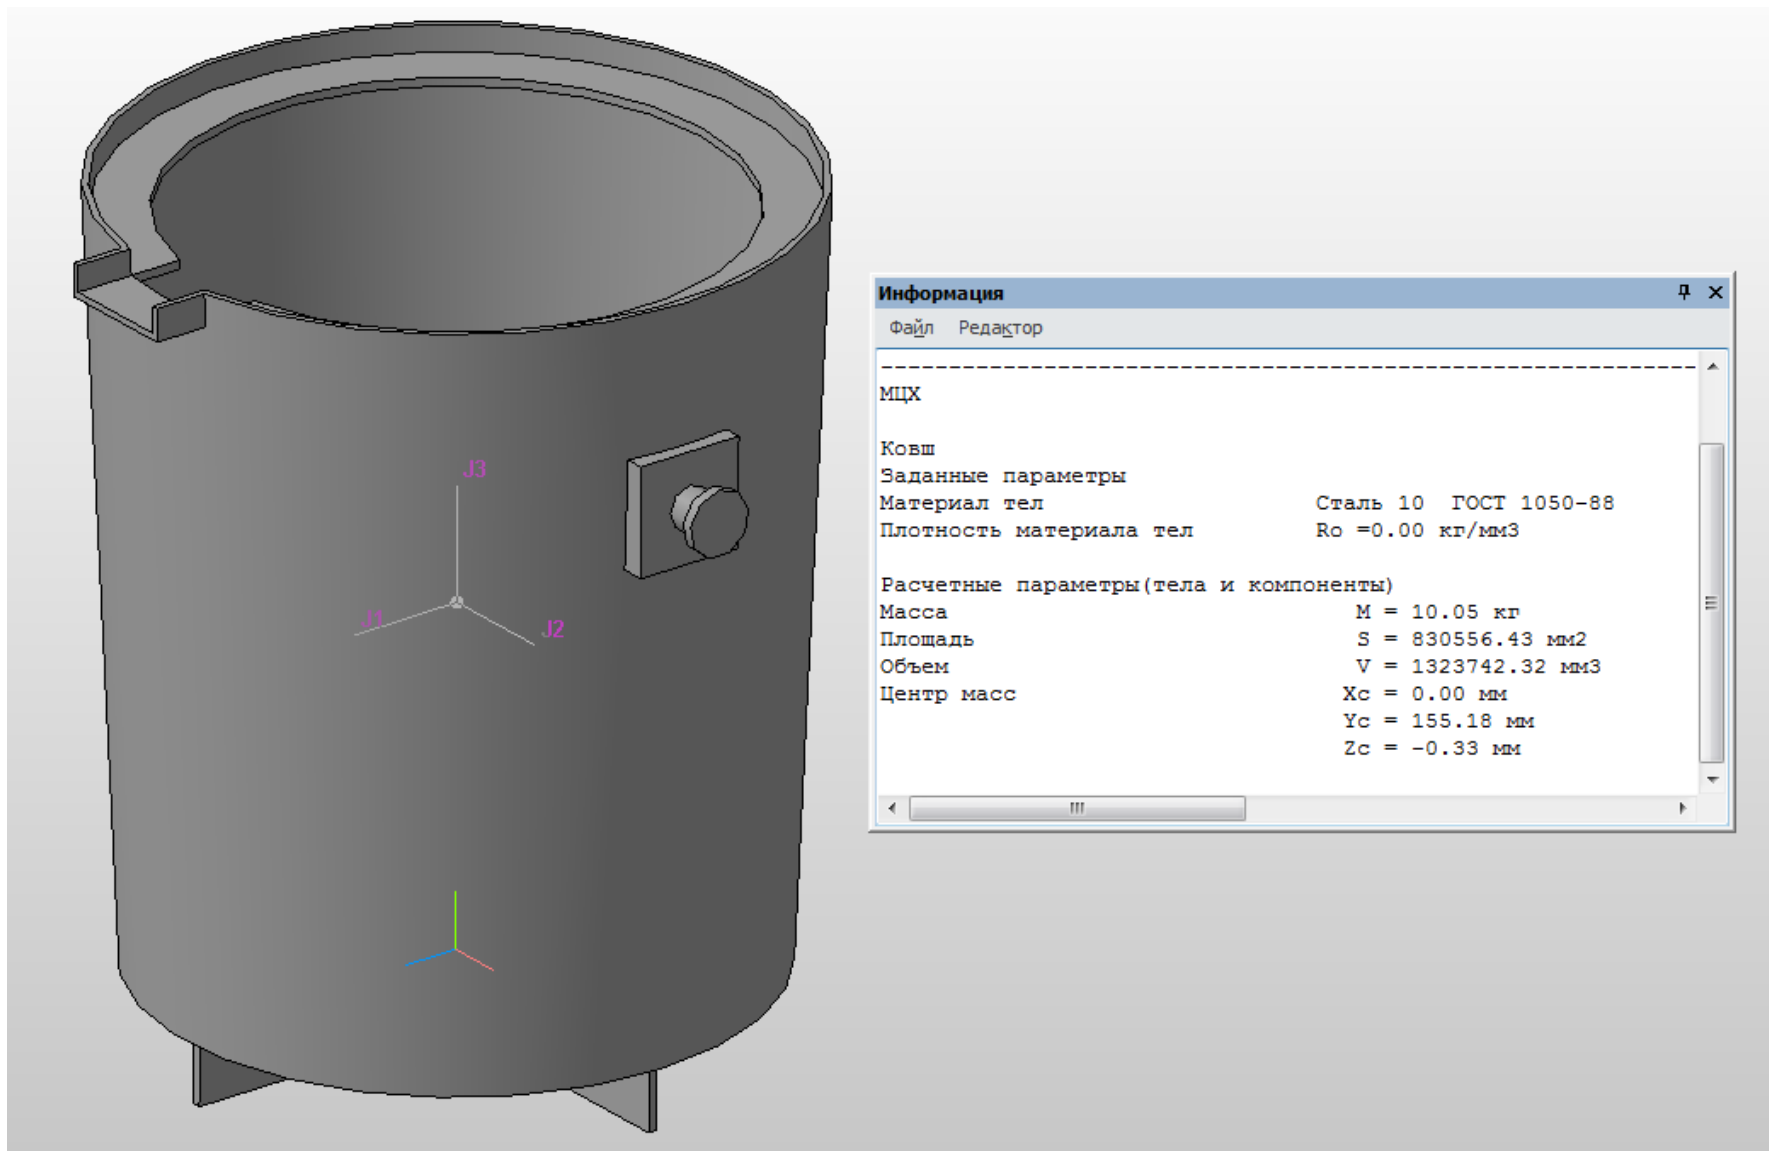 J3
J1
J2
Информация
Файл Редактор
--------------------------------------------------------------
МЦХ
Ковш
Заданные параметры
Материал тел Сталь 10 ГОСТ 1050-88
Плотность материала тел Ro =0.00 кг/мм3
Расчетные параметры(тела и компоненты)
Масса M = 10.05 кг
Площадь S = 830556.43 мм2
Объем V = 1323742.32 мм3
Центр масс Xc = 0.00 мм
Yc = 155.18 мм
Zc = -0.33 мм